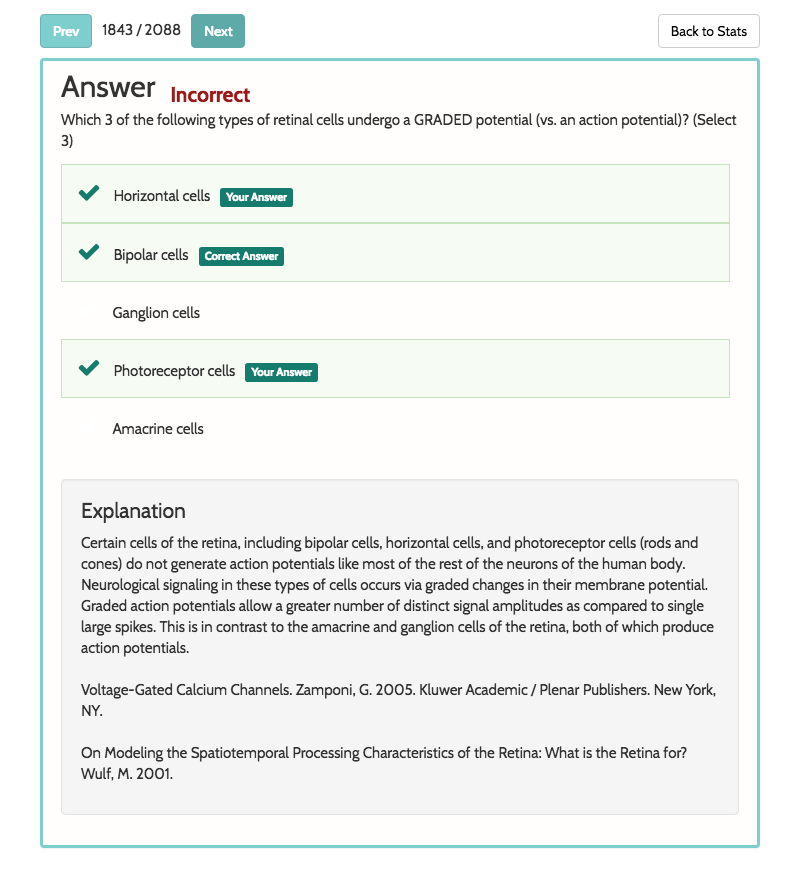 Prev 1843 / 2088 Next Back to Stats
Answer Incorrect
Which 3 of the following types of retinal cells undergo a GRADED potential (vs. an action potential)? (Select
3)
Horizontal cells Your Answer
Bipolar cells Correct Answer
Ganglion cells
Photoreceptor cells Your Answer
Amacrine cells
Explanation
Certain cells of the retina, including bipolar cells, horizontal cells, and photoreceptor cells (rods and
cones) do not generate action potentials like most of the rest of the neurons of the human body.
Neurological signaling in these types of cells occurs via graded changes in their membrane potential.
Graded action potentials allow a greater number of distinct signal amplitudes as compared to single
large spikes. This is in contrast to the amacrine and ganglion cells of the retina, both of which produce
action potentials.
Voltage-Gated Calcium Channels. Zamponi, G. 2005. Kluwer Academic / Plenar Publishers. New York,
NY.
On Modeling the Spatiotemporal Processing Characteristics of the Retina: What is the Retina for?
Wulf, M. 2001.